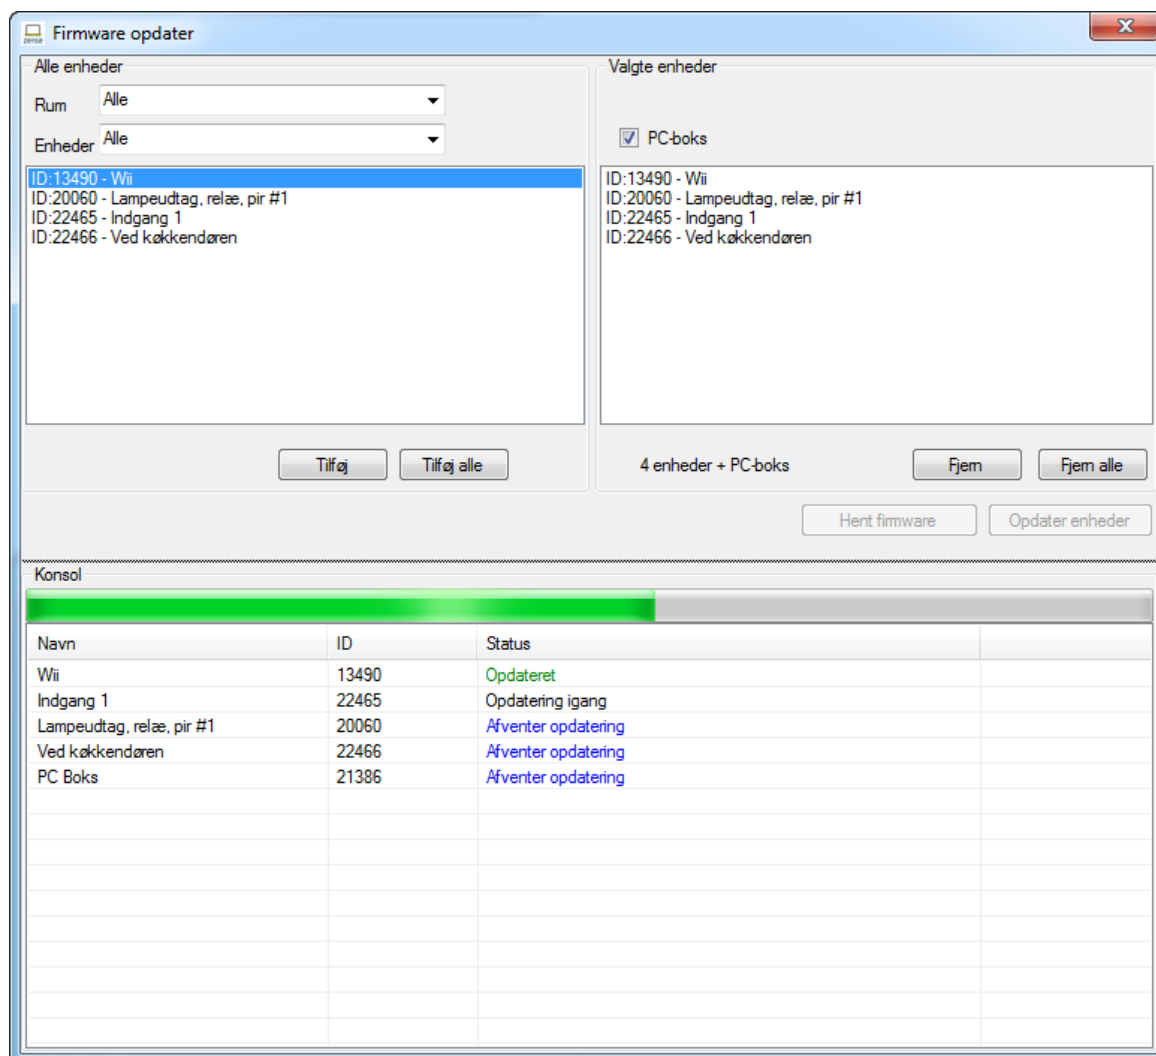 zense Firmware opdater
Alle enheder
Rum Alle
Enheder Alle
ID:13490 - Wii
ID:20060 - Lampeudtag, relæ, pir #1
ID:22465 - Indgang 1
ID:22466 - Ved køkkendøren
Tilføj Tilføj alle
Valgte enheder
PC-boks
ID:13490 - Wii
ID:20060 - Lampeudtag, relæ, pir #1
ID:22465 - Indgang 1
ID:22466 - Ved køkkendøren
4 enheder + PC-boks Fjern Fjern alle
Hent firmware Opdater enheder
Konsol
Navn ID Status
Wii 13490 Opdateret
Indgang 1 22465 Opdatering igang
Lampeudtag, relæ, pir #1 20060 Afventer opdatering
Ved køkkendøren 22466 Afventer opdatering
PC Boks 21386 Afventer opdatering